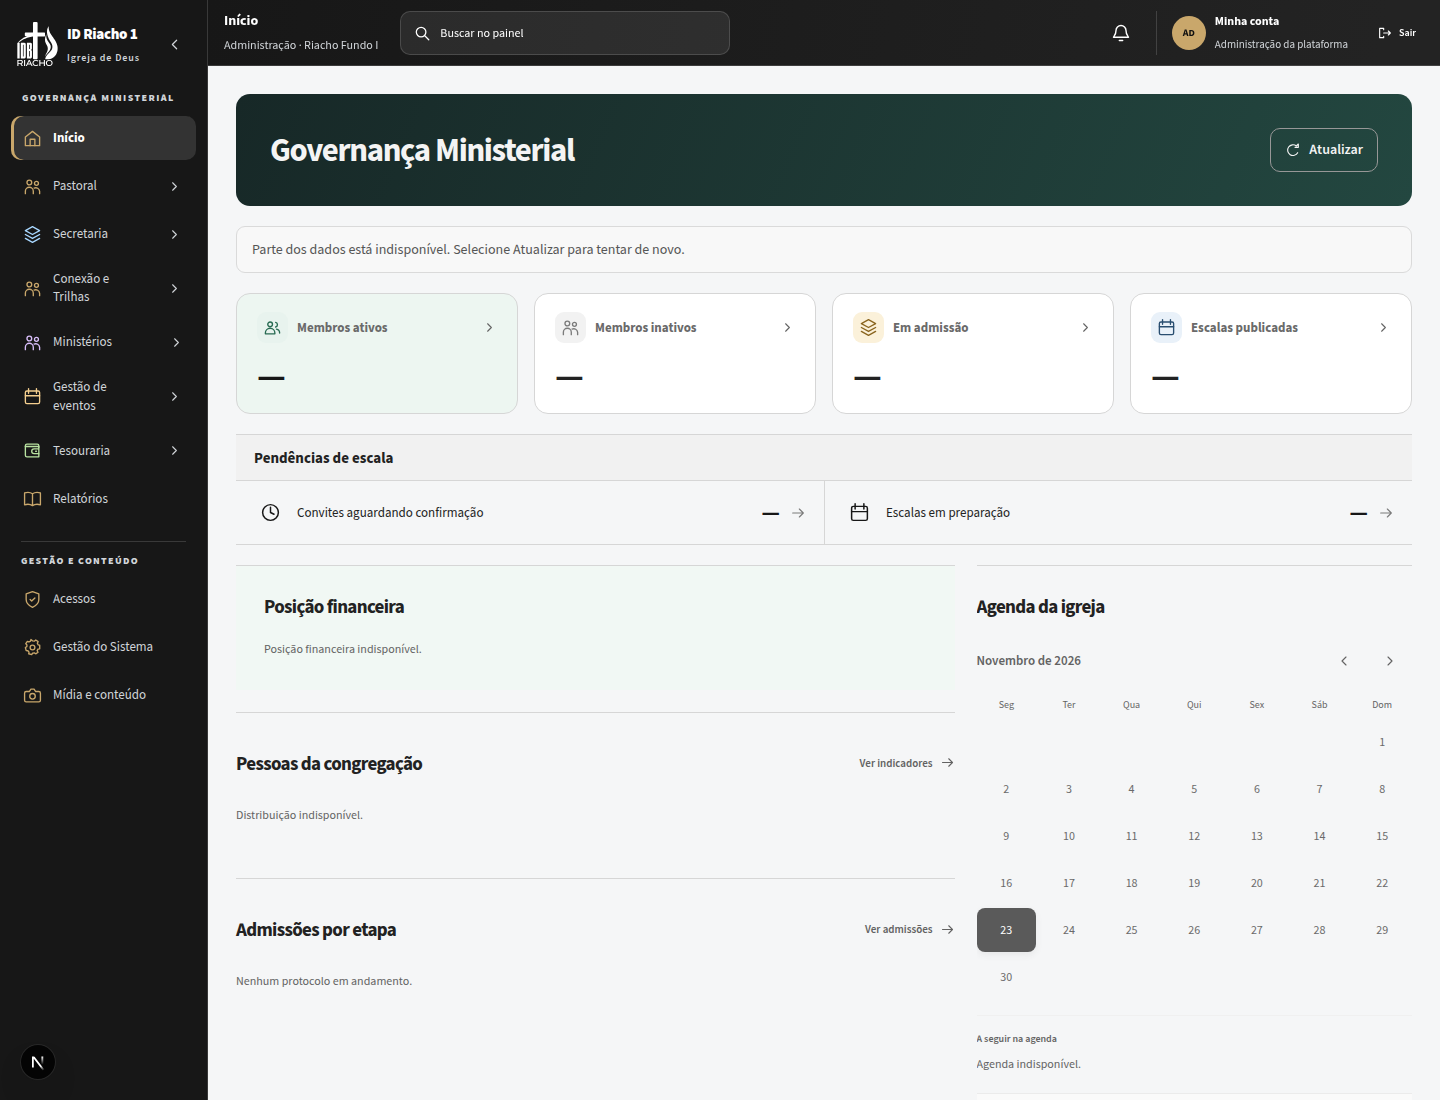 IDB
RIACHO
ID Riacho 1
Igreja de Deus
GOVERNANÇA MINISTERIAL
Início
Pastoral
Secretaria
Conexão e
Trilhas
Ministérios
Gestão de
eventos
Tesouraria
Relatórios
GESTÃO E CONTEÚDO
Acessos
Gestão do Sistema
Mídia e conteúdo
N
Início
Administração · Riacho Fundo I
Buscar no painel
AD
Minha conta
Administração da plataforma
Sair
Governança Ministerial
Atualizar
Parte dos dados está indisponível. Selecione Atualizar para tentar de novo.
Membros ativos
—
Membros inativos
—
Em admissão
—
Escalas publicadas
—
Pendências de escala
Convites aguardando confirmação —
Escalas em preparação —
Posição financeira
Posição financeira indisponível.
Pessoas da congregação
Ver indicadores
Distribuição indisponível.
Admissões por etapa
Ver admissões
Nenhum protocolo em andamento.
Agenda da igreja
Novembro de 2026
Seg Ter Qua Qui Sex Sáb Dom
1
2 3 4 5 6 7 8
9 10 11 12 13 14 15
16 17 18 19 20 21 22
23 24 25 26 27 28 29
30
A seguir na agenda
Agenda indisponível.